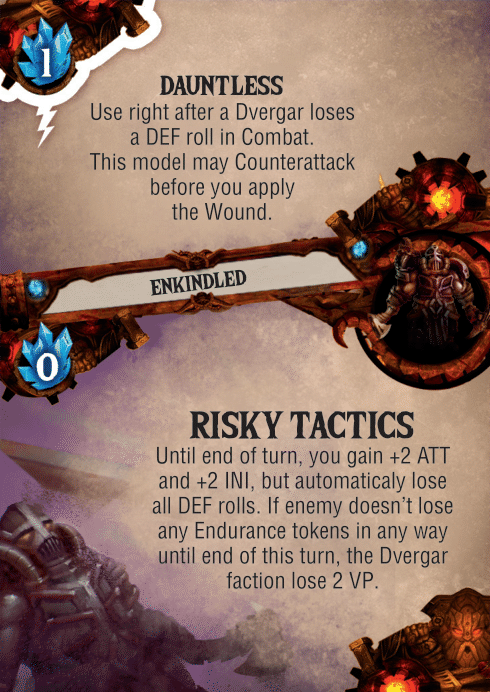 1
DAUNTLESS
Use right after a Dvergar loses
a DEF roll in Combat.
This model may Counterattack
before you apply
the Wound.
ENKINDLED
0
RISKY TACTICS
Until end of turn, you gain +2 ATT
and +2 INI, but automaticaly lose
all DEF rolls. If enemy doesn’t lose
any Endurance tokens in any way
until end of this turn, the Dvergar
faction lose 2 VP.